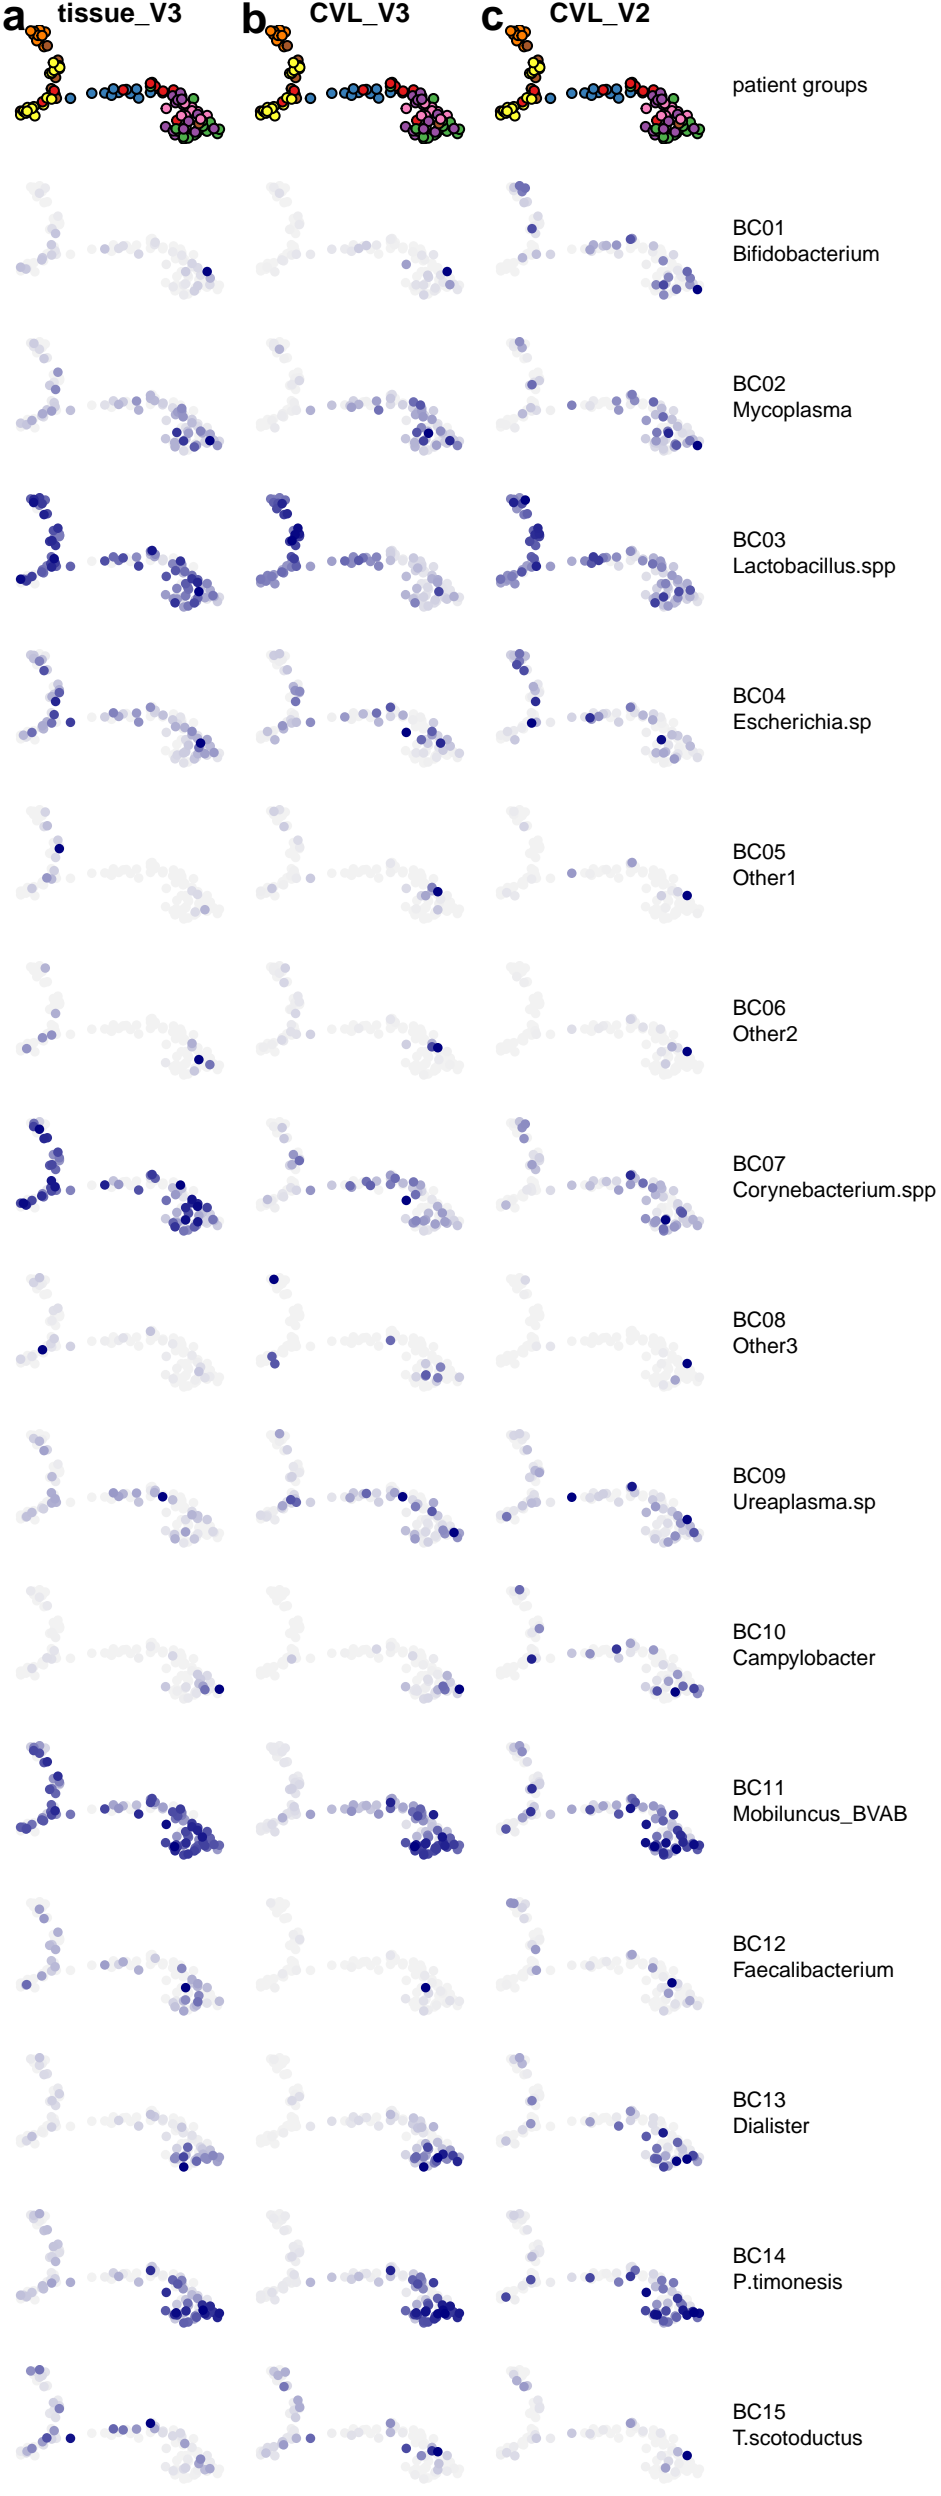 a tissue_V3 b CVL_V3 c CVL_V2
patient groups
BC01
Bifidobacterium
BC02
Mycoplasma
BC03
Lactobacillus.spp
BC04
Escherichia.sp
BC05
Other1
BC06
Other2
BC07
Corynebacterium.spp
BC08
Other3
BC09
Ureaplasma.sp
BC10
Campylobacter
BC11
Mobiluncus_BVAB
BC12
Faecalibacterium
BC13
Dialister
BC14
P.timonesis
BC15
T.scotoductus